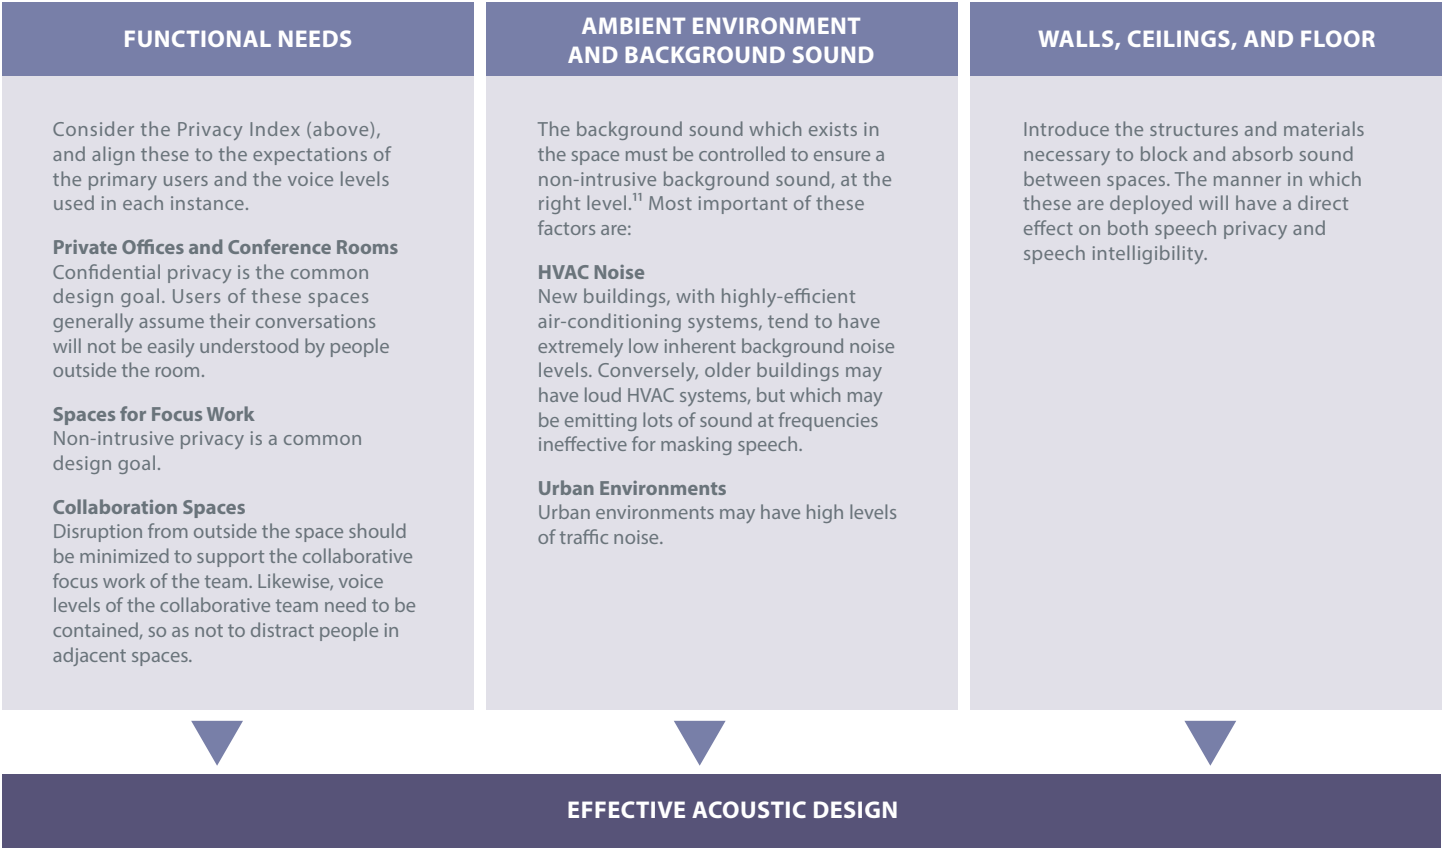 FUNCTIONAL NEEDS
Consider the Privacy Index (above),
and align these to the expectations of
the primary users and the voice levels
used in each instance.
Private Offices and Conference Rooms
Confidential privacy is the common
design goal. Users of these spaces
generally assume their conversations
will not be easily understood by people
outside the room.
Spaces for Focus Work
Non-intrusive privacy is a common
design goal.
Collaboration Spaces
Disruption from outside the space should
be minimized to support the collaborative
focus work of the team. Likewise, voice
levels of the collaborative team need to be
contained, so as not to distract people in
adjacent spaces.
AMBIENT ENVIRONMENT
AND BACKGROUND SOUND
The background sound which exists in
the space must be controlled to ensure a
non-intrusive background sound, at the
right level.¹¹ Most important of these
factors are:
HVAC Noise
New buildings, with highly-efficient
air-conditioning systems, tend to have
extremely low inherent background noise
levels. Conversely, older buildings may
have loud HVAC systems, but which may
be emitting lots of sound at frequencies
ineffective for masking speech.
Urban Environments
Urban environments may have high levels
of traffic noise.
WALLS, CEILINGS, AND FLOOR
Introduce the structures and materials
necessary to block and absorb sound
between spaces. The manner in which
these are deployed will have a direct
effect on both speech privacy and
speech intelligibility.
EFFECTIVE ACOUSTIC DESIGN